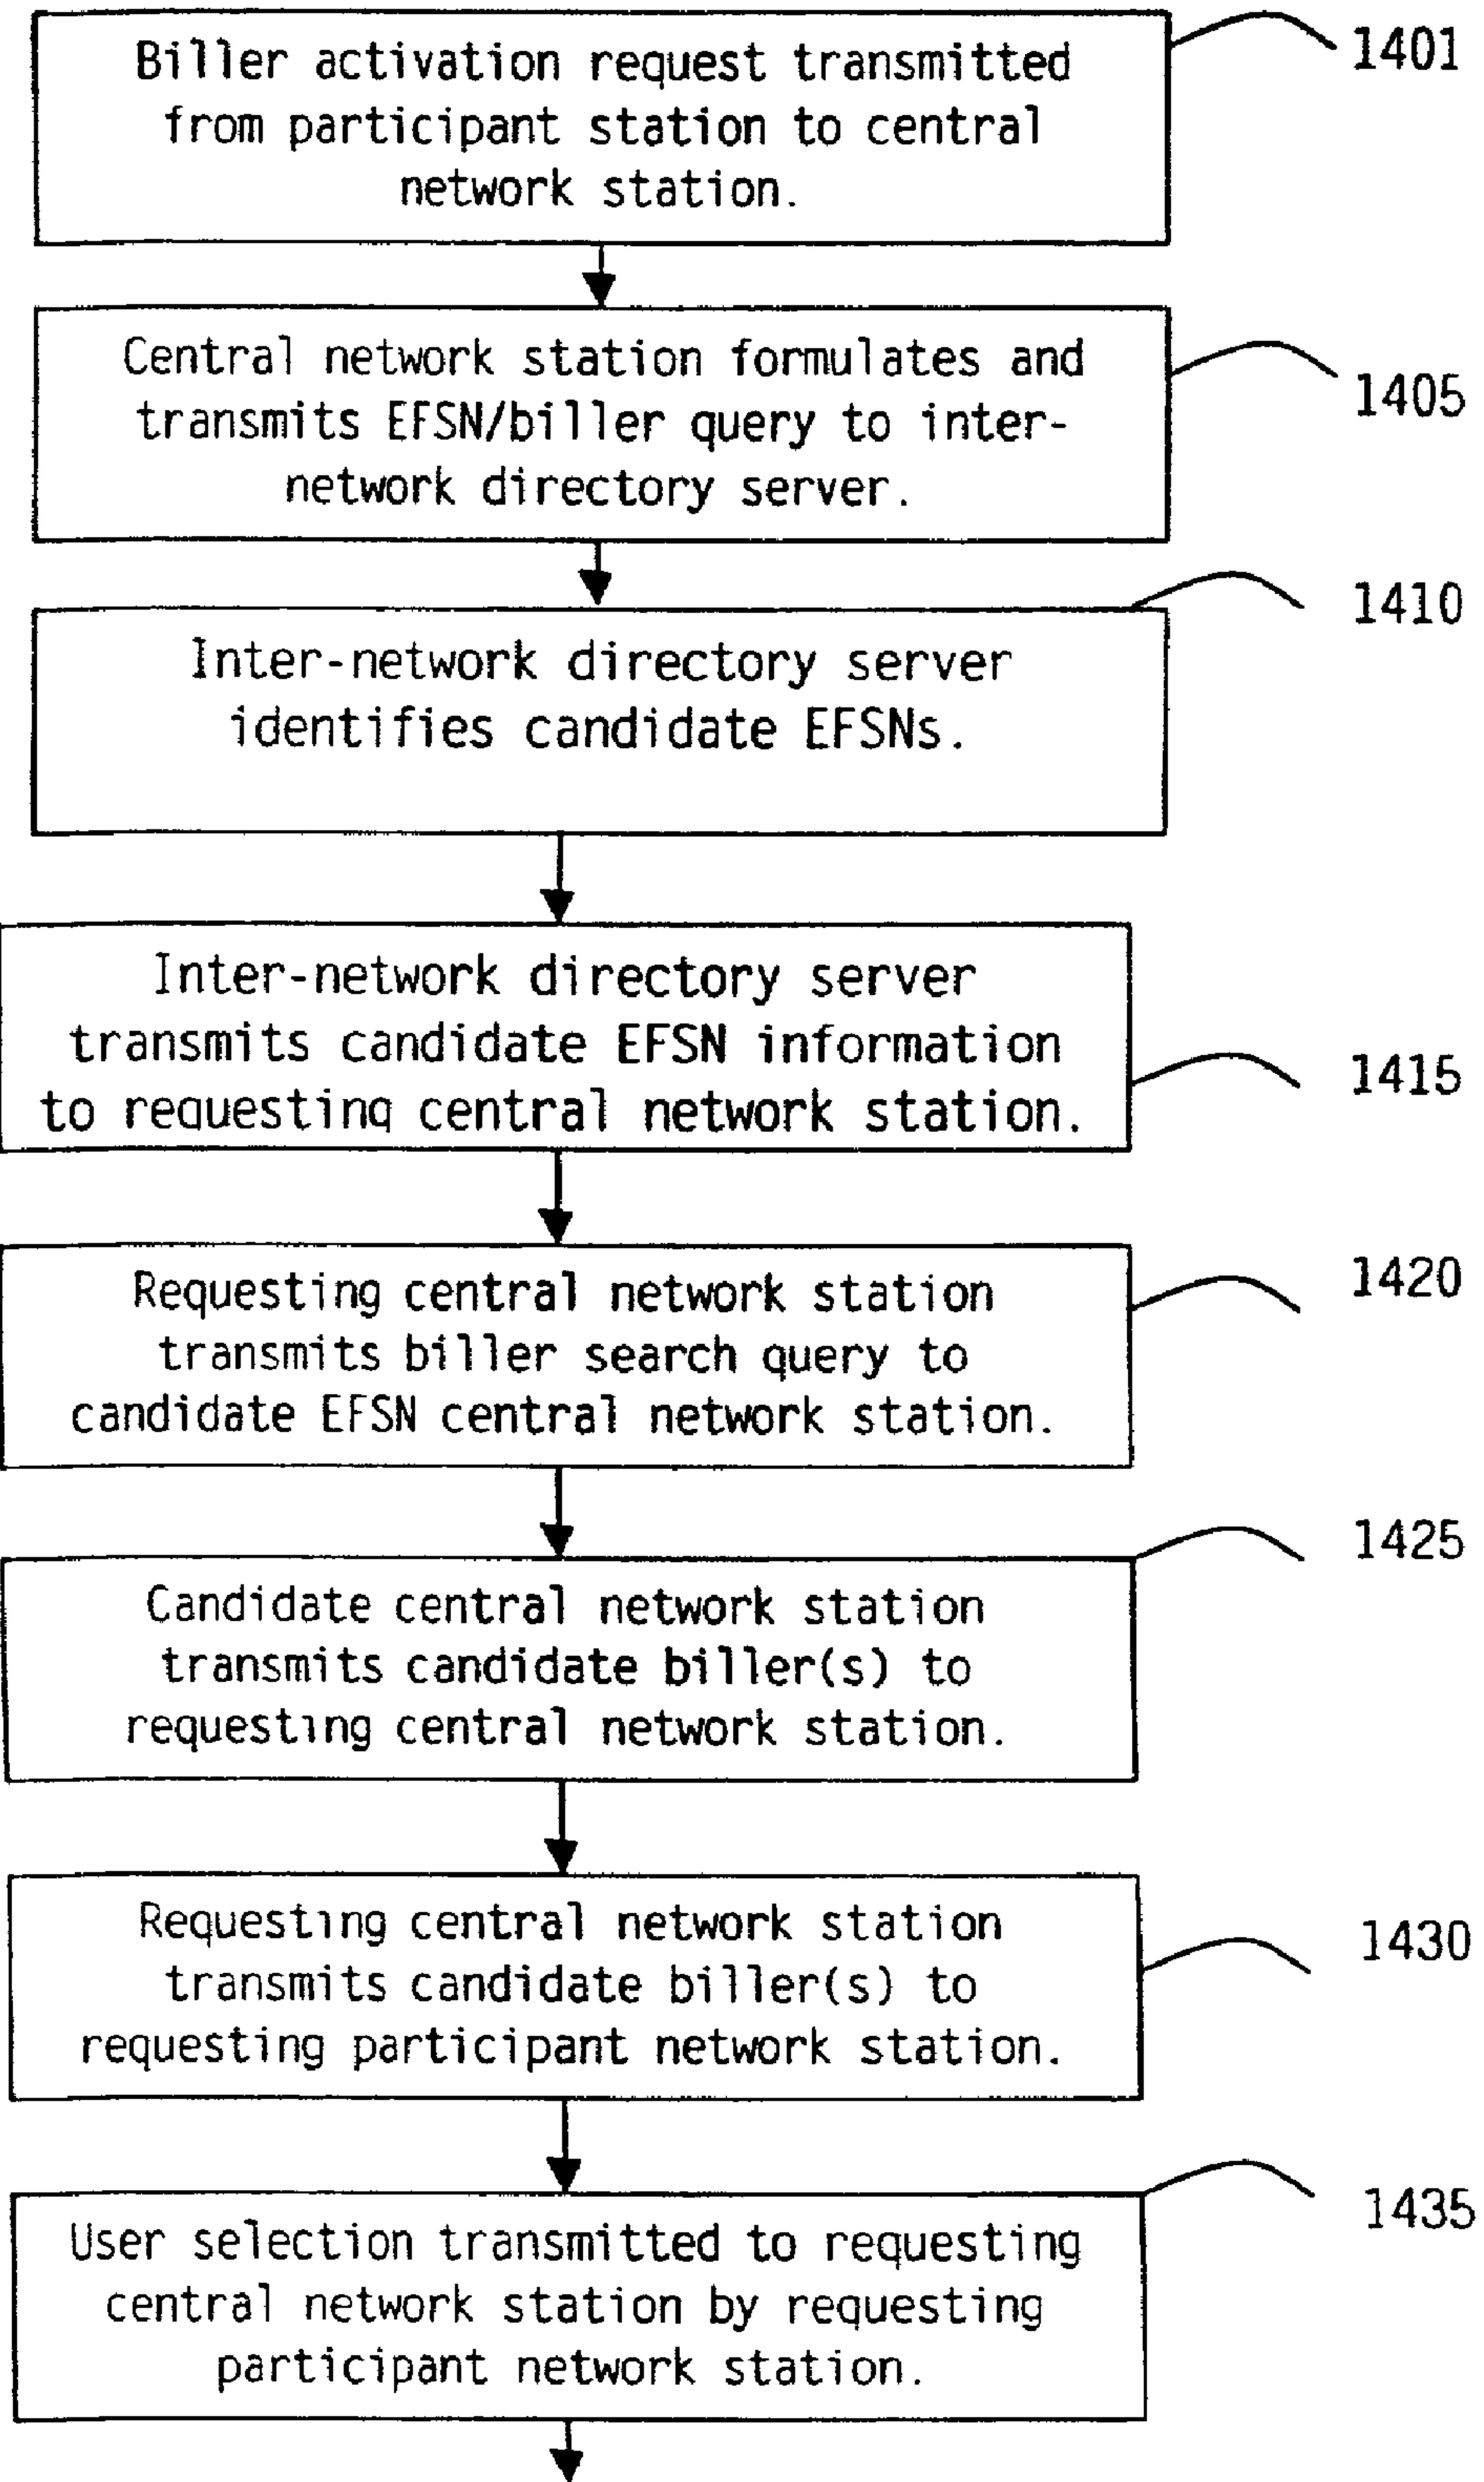 Biller activation request transmitted
from participant station to central
network station.
1401
Central network station formulates and
transmits EFSN/biller query to inter-
network directory server.
1405
Inter-network directory server
identifies candidate EFSNs.
1410
Inter-network directory server
transmits candidate EFSN information
to requesting central network station.
1415
Requesting central network station
transmits biller search query to
candidate EFSN central network station.
1420
Candidate central network station
transmits candidate biller(s) to
requesting central network station.
1425
Requesting central network station
transmits candidate biller(s) to
requesting participant network station.
1430
User selection transmitted to requesting
central network station by requesting
participant network station.
1435